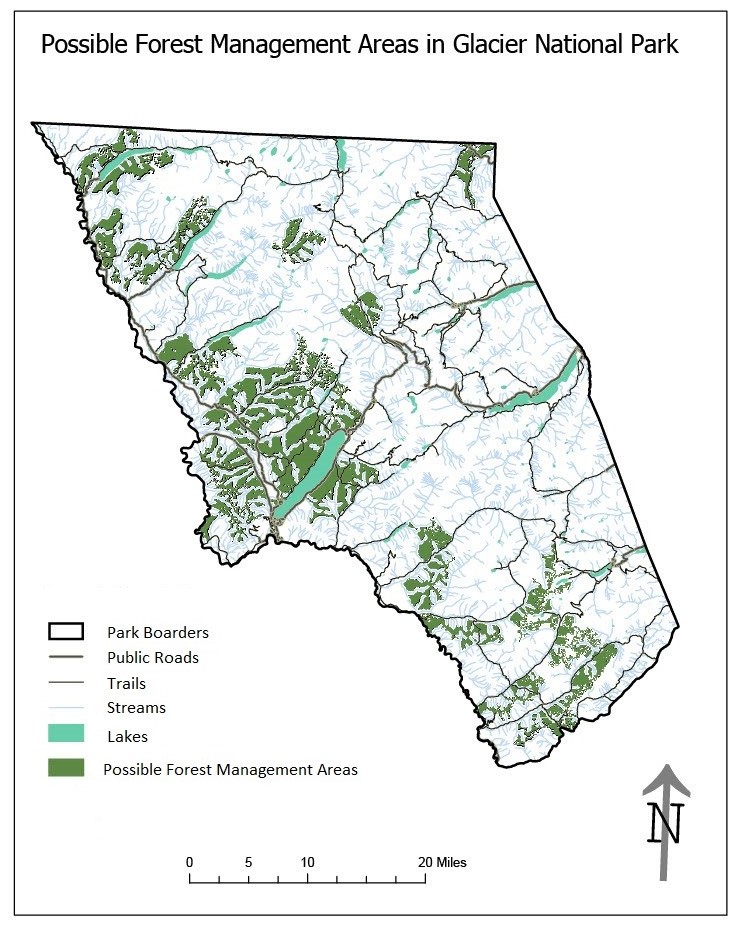 Possible Forest Management Areas in Glacier National Park
Park Boarders
Public Roads
Trails
Streams
Lakes
Possible Forest Management Areas
N
0 5 10 20 Miles